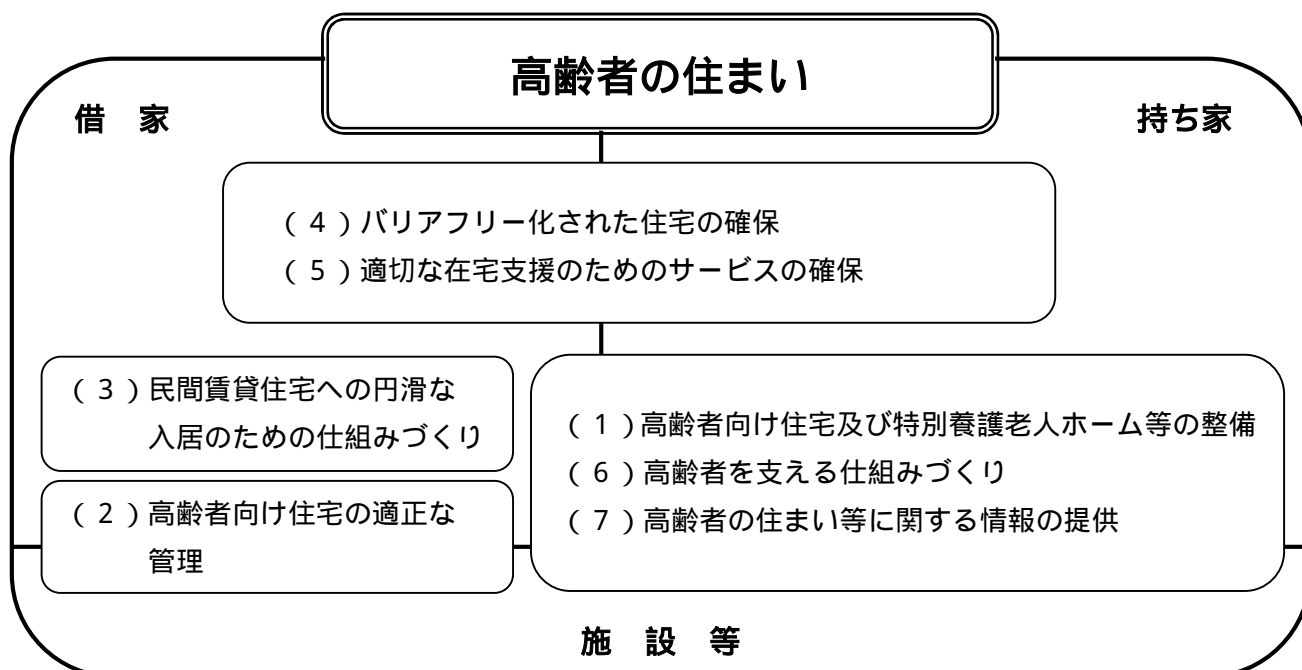 高齢者の住まい
借 家
持ち家
(4)バリアフリー化された住宅の確保
(5)適切な在宅支援のためのサービスの確保
(3)民間賃貸住宅への円滑な
入居のための仕組みづくり
(2)高齢者向け住宅の適正な
管理
(1)高齢者向け住宅及び特別養護老人ホーム等の整備
(6)高齢者を支える仕組みづくり
(7)高齢者の住まい等に関する情報の提供
施 設 等